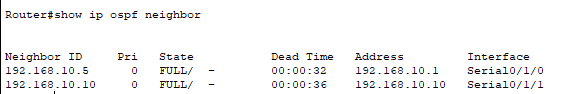 Router#show ip ospf neighbor
Neighbor ID Pri State Dead Time Address Interface
192.168.10.5 0 FULL/ - 00:00:32 192.168.10.1 Serial0/1/0
192.168.10.10 0 FULL/ - 00:00:36 192.168.10.10 Serial0/1/1